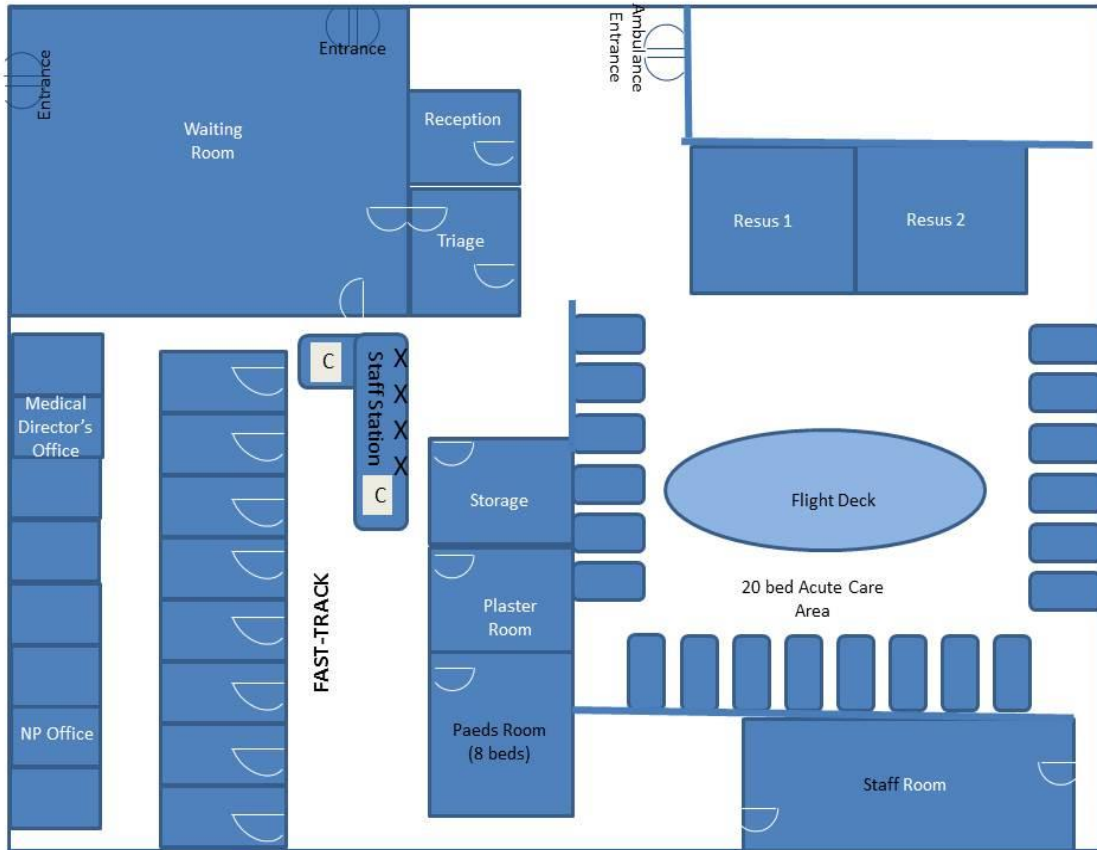 Entrance
Entrance
Ambulance
Entrance
Waiting
Room
Reception
Triage
Resus 1
Resus 2
Medical
Director's
Office
C
Staff Station
X
X
X
X
C
Storage
Flight Deck
FAST-TRACK
Plaster
Room
20 bed Acute Care
Area
NP Office
Paeds Room
(8 beds)
Staff Room